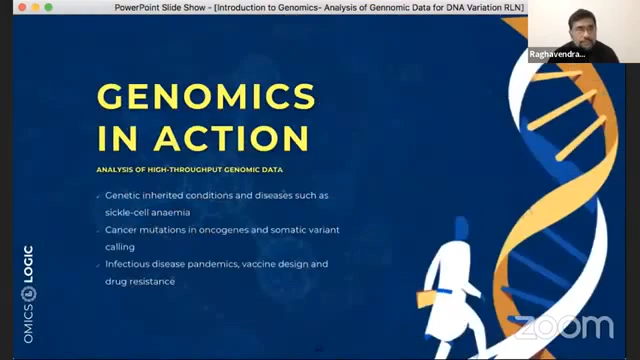 PowerPoint Slide Show - [Introduction to Genomics- Analysis of Gennomic Data for DNA Variation RLN]
Raghavendra...
GENOMICS
IN ACTION
ANALYSIS OF HIGH-THROUGHPUT GENOMIC DATA
Genetic inherited conditions and diseases such as
sickle-cell anaemia
Cancer mutations in oncogenes and somatic variant
calling
Infectious disease pandemics, vaccine design and
drug resistance
OMICS LOGIC
zoom